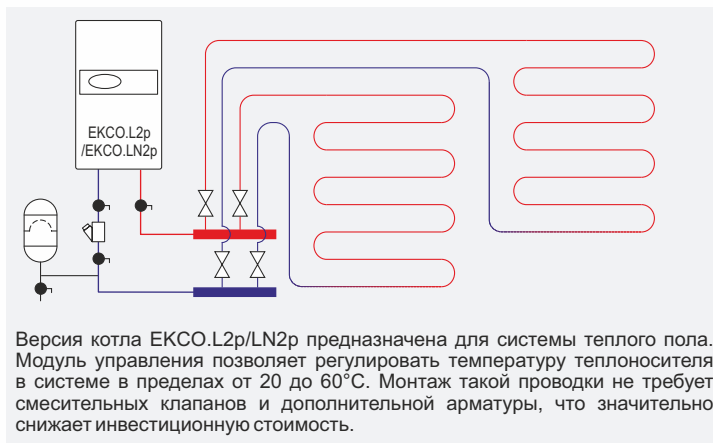 EKCO.L2p
/EKCO.LN2p
Версия котла EKCO.L2p/LN2p предназначена для системы теплого пола.
Модуль управления позволяет регулировать температуру теплоносителя
в системе в пределах от 20 до 60°C. Монтаж такой проводки не требует
смесительных клапанов и дополнительной арматуры, что значительно
снижает инвестиционную стоимость.